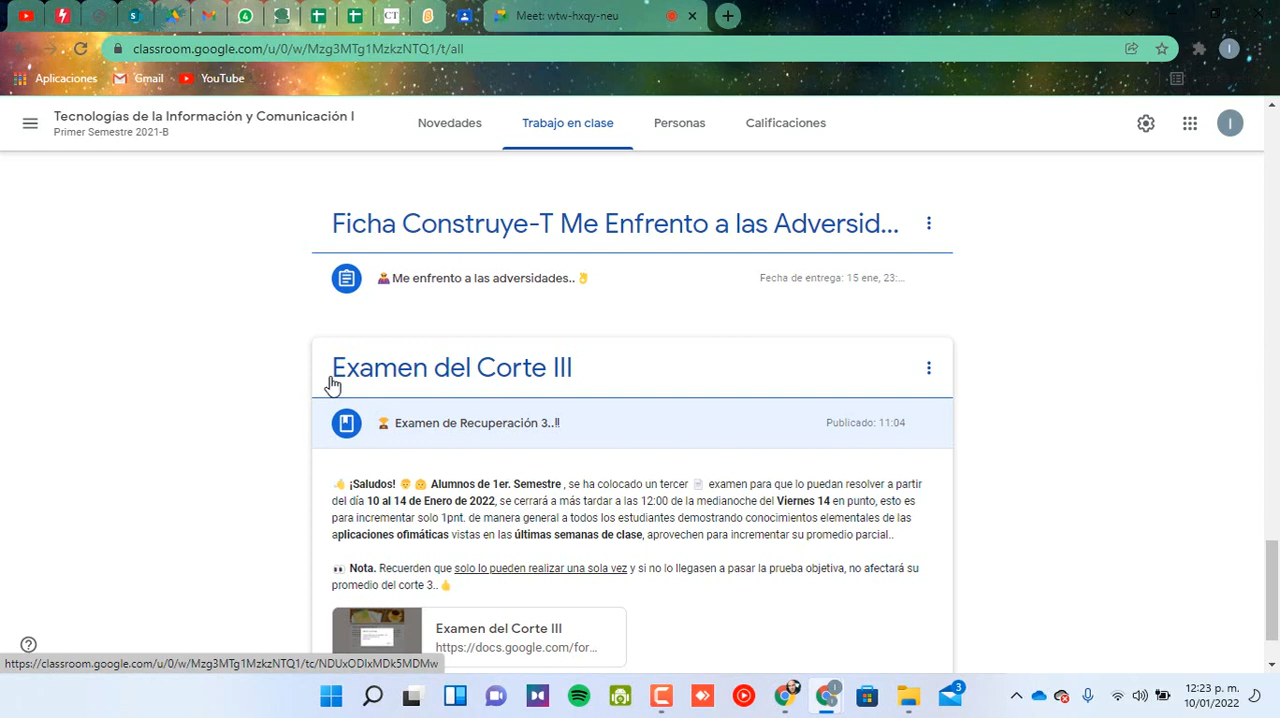 Meet: wtw-hxqy-neu
classroom.google.com/u/0/w/Mzg3MTg1MzkzNTQ1/t/all
Aplicaciones Gmail YouTube
Tecnologías de la Información y Comunicación I
Primer Semestre 2021-B
Novedades Trabajo en clase Personas Calificaciones
I
Ficha Construye-T Me Enfrento a las Adversid...
Me enfrento a las adversidades.. Fecha de entrega: 15 ene, 23:...
Examen del Corte III
Examen de Recuperación 3..!! Publicado: 11:04
¡Saludos! Alumnos de 1er. Semestre , se ha colocado un tercer examen para que lo puedan resolver a partir
del día 10 al 14 de Enero de 2022, se cerrará a más tardar a las 12:00 de la medianoche del Viernes 14 en punto, esto es
para incrementar solo 1pnt. de manera general a todos los estudiantes demostrando conocimientos elementales de las
aplicaciones ofimáticas vistas en las últimas semanas de clase, aprovechen para incrementar su promedio parcial..
Nota. Recuerden que solo lo pueden realizar una sola vez y si no lo llegasen a pasar la prueba objetiva, no afectará su
promedio del corte 3..
Examen del Corte III
https://docs.google.com/for...
https://classroom.google.com/u/0/w/Mzg3MTg1MzkzNTQ1/tc/NDUxODIxMDk5MDMw
3
12:23 p. m.
10/01/2022